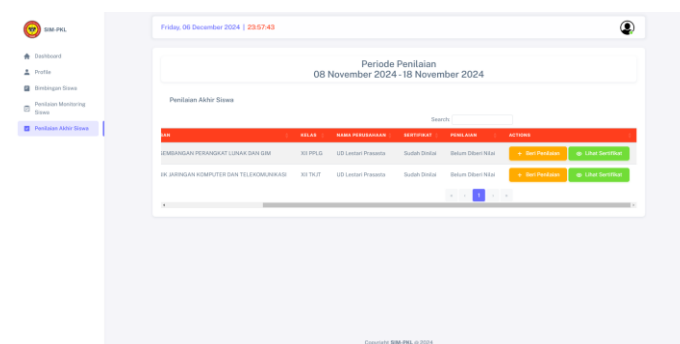 SIM-PKL
Friday, 06 December 2024 | 23:57:43
Dashboard
Profile
Bimbingan Siswa
Penilaian Monitoring
Siswa
Penilaian Akhir Siswa
Periode Penilaian
08 November 2024 - 18 November 2024
Penilaian Akhir Siswa
Search:
KELAS NAMA PERUSAHAAN SERTIFIKAT PENILAIAN ACTIONS
EMBANGAN PERANGKAT LUNAK DAN GIM XII PPLG UD Lestari Prasasta Sudah Dinilai Belum Diberi Nilai + Beri Penilaian Lihat Sertifikat
JARINGAN KOMPUTER DAN TELEKOMUNIKASI XII TKJT UD Lestari Prasasta Sudah Dinilai Belum Diberi Nilai + Beri Penilaian Lihat Sertifikat
« ‹ 1 › »
Copyright SIM-PKL @ 2024